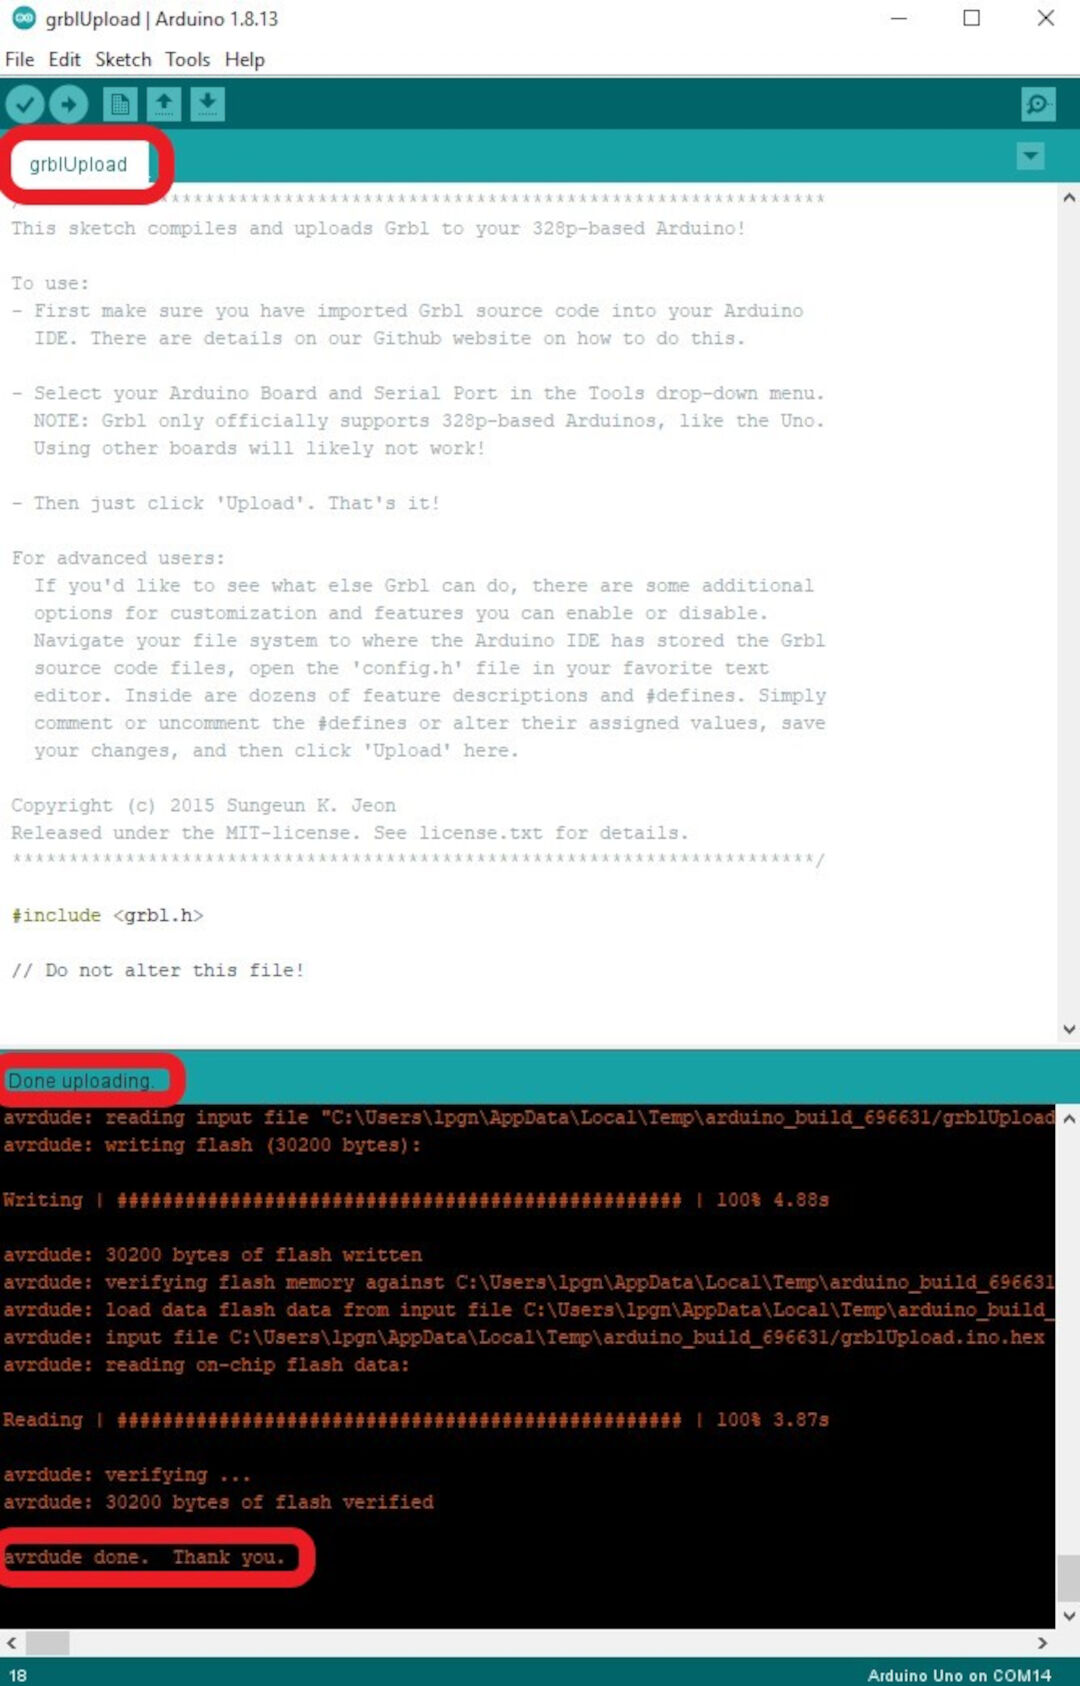 grblUpload | Arduino 1.8.13
File Edit Sketch Tools Help
grblUpload
/************************************************************************
This sketch compiles and uploads Grbl to your 328p-based Arduino!
To use:
- First make sure you have imported Grbl source code into your Arduino
IDE. There are details on our Github website on how to do this.
- Select your Arduino Board and Serial Port in the Tools drop-down menu.
NOTE: Grbl only officially supports 328p-based Arduinos, like the Uno.
Using other boards will likely not work!
- Then just click 'Upload'. That's it!
For advanced users:
If you'd like to see what else Grbl can do, there are some additional
options for customization and features you can enable or disable.
Navigate your file system to where the Arduino IDE has stored the Grbl
source code files, open the 'config.h' file in your favorite text
editor. Inside are dozens of feature descriptions and #defines. Simply
comment or uncomment the #defines or alter their assigned values, save
your changes, and then click 'Upload' here.
Copyright (c) 2015 Sungeun K. Jeon
Released under the MIT-license. See license.txt for details.
***********************************************************************/
#include <grbl.h>
// Do not alter this file!
Done uploading.
avrdude: reading input file "C:\Users\lpgn\AppData\Local\Temp\arduino_build_696631/grblUpload
avrdude: writing flash (30200 bytes):
Writing | ################################################## | 100% 4.88s
avrdude: 30200 bytes of flash written
avrdude: verifying flash memory against C:\Users\lpgn\AppData\Local\Temp\arduino_build_696631
avrdude: load data flash data from input file C:\Users\lpgn\AppData\Local\Temp\arduino_build_
avrdude: input file C:\Users\lpgn\AppData\Local\Temp\arduino_build_696631/grblUpload.ino.hex
avrdude: reading on-chip flash data:
Reading | ################################################## | 100% 3.87s
avrdude: verifying ...
avrdude: 30200 bytes of flash verified
avrdude done.  Thank you.
18
Arduino Uno on COM14